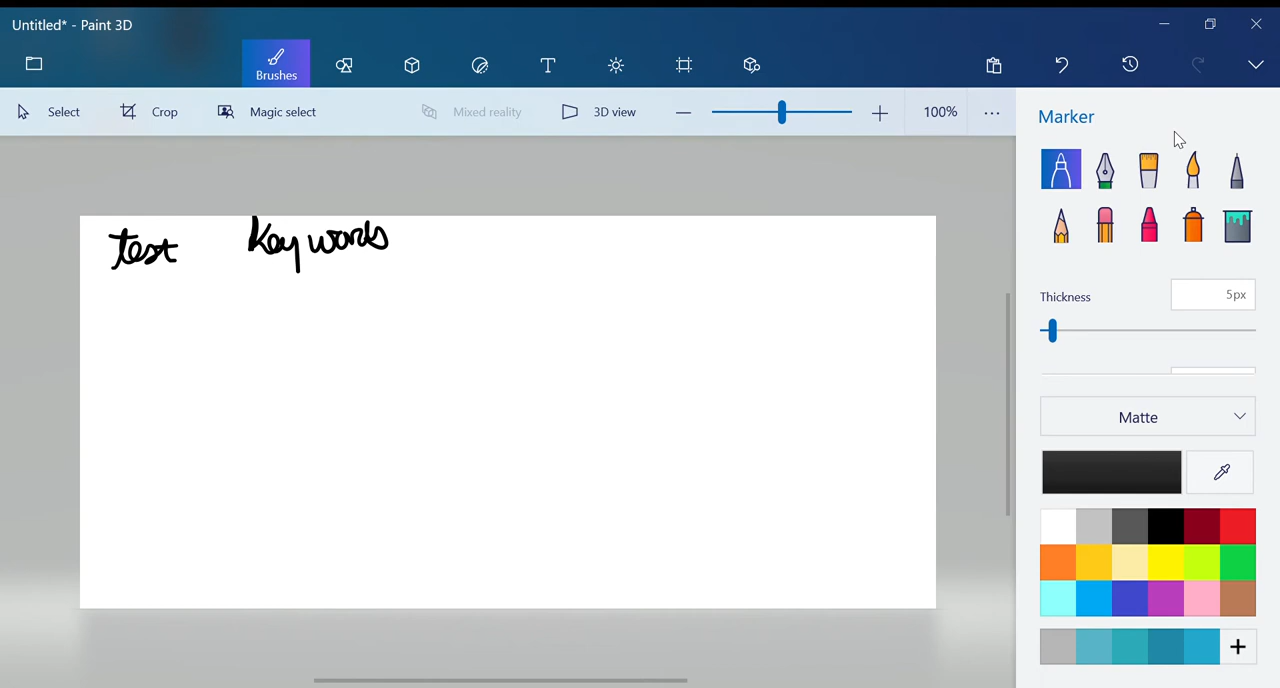 Untitled* - Paint 3D
Brushes
Select Crop Magic select Mixed reality 3D view 100%
Marker
test Key words
Thickness 5px
Matte